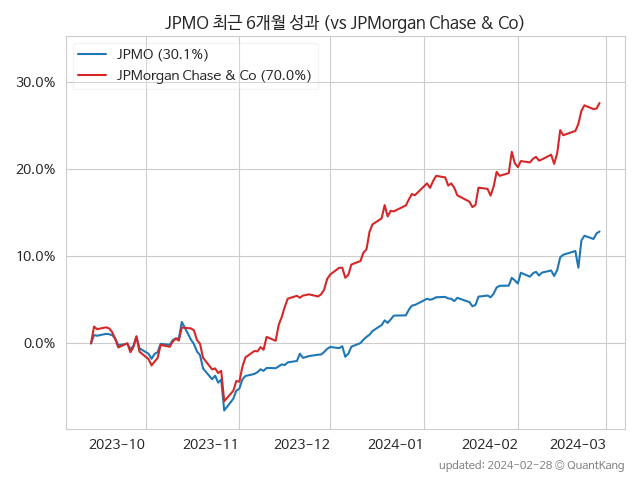 JPMO 최근 6개월 성과 (vs JPMorgan Chase & Co)
JPMO (30.1%)
JPMorgan Chase & Co (70.0%)
30.0%
20.0%
10.0%
0.0%
2023-10
2023-11
2023-12
2024-01
2024-02
2024-03
updated: 2024-02-28 © QuantKang